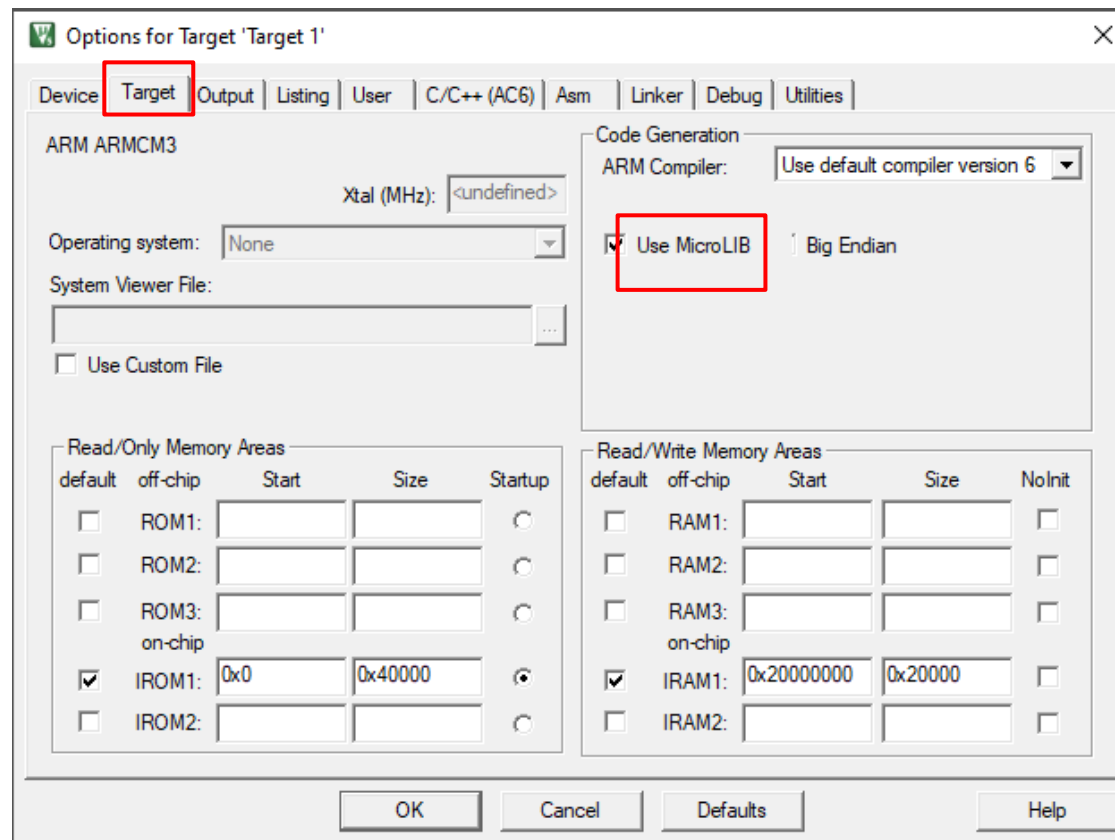 Options for Target 'Target 1'
Device Target Output Listing User C/C++ (AC6) Asm Linker Debug Utilities
ARM ARMCM3
Xtal (MHz): <undefined>
Operating system: None
System Viewer File:
...
Use Custom File
Code Generation
ARM Compiler: Use default compiler version 6
Use MicroLIB Big Endian
Read/Only Memory Areas
default off-chip Start Size Startup
ROM1:
ROM2:
ROM3:
on-chip
IROM1: 0x0 0x40000
IROM2:
Read/Write Memory Areas
default off-chip Start Size NoInit
RAM1:
RAM2:
RAM3:
on-chip
IRAM1: 0x20000000 0x20000
IRAM2:
OK Cancel Defaults Help